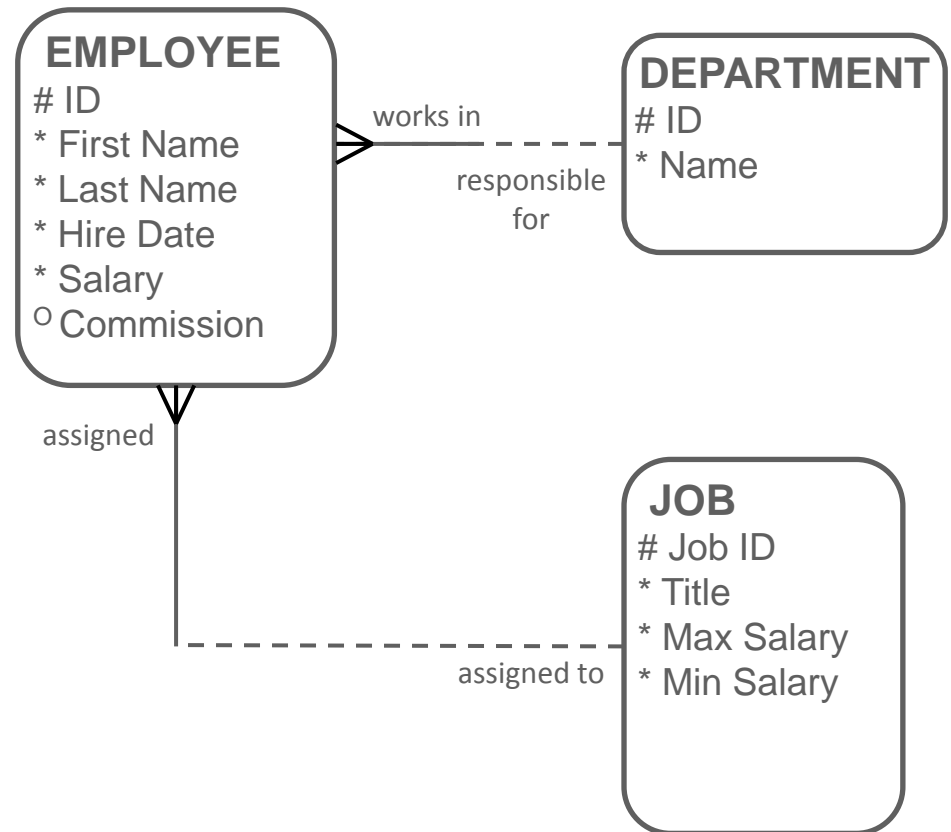 EMPLOYEE
# ID
* First Name
* Last Name
* Hire Date
* Salary
o Commission
works in
responsible
for
DEPARTMENT
# ID
* Name
assigned
assigned to
JOB
# Job ID
* Title
* Max Salary
* Min Salary